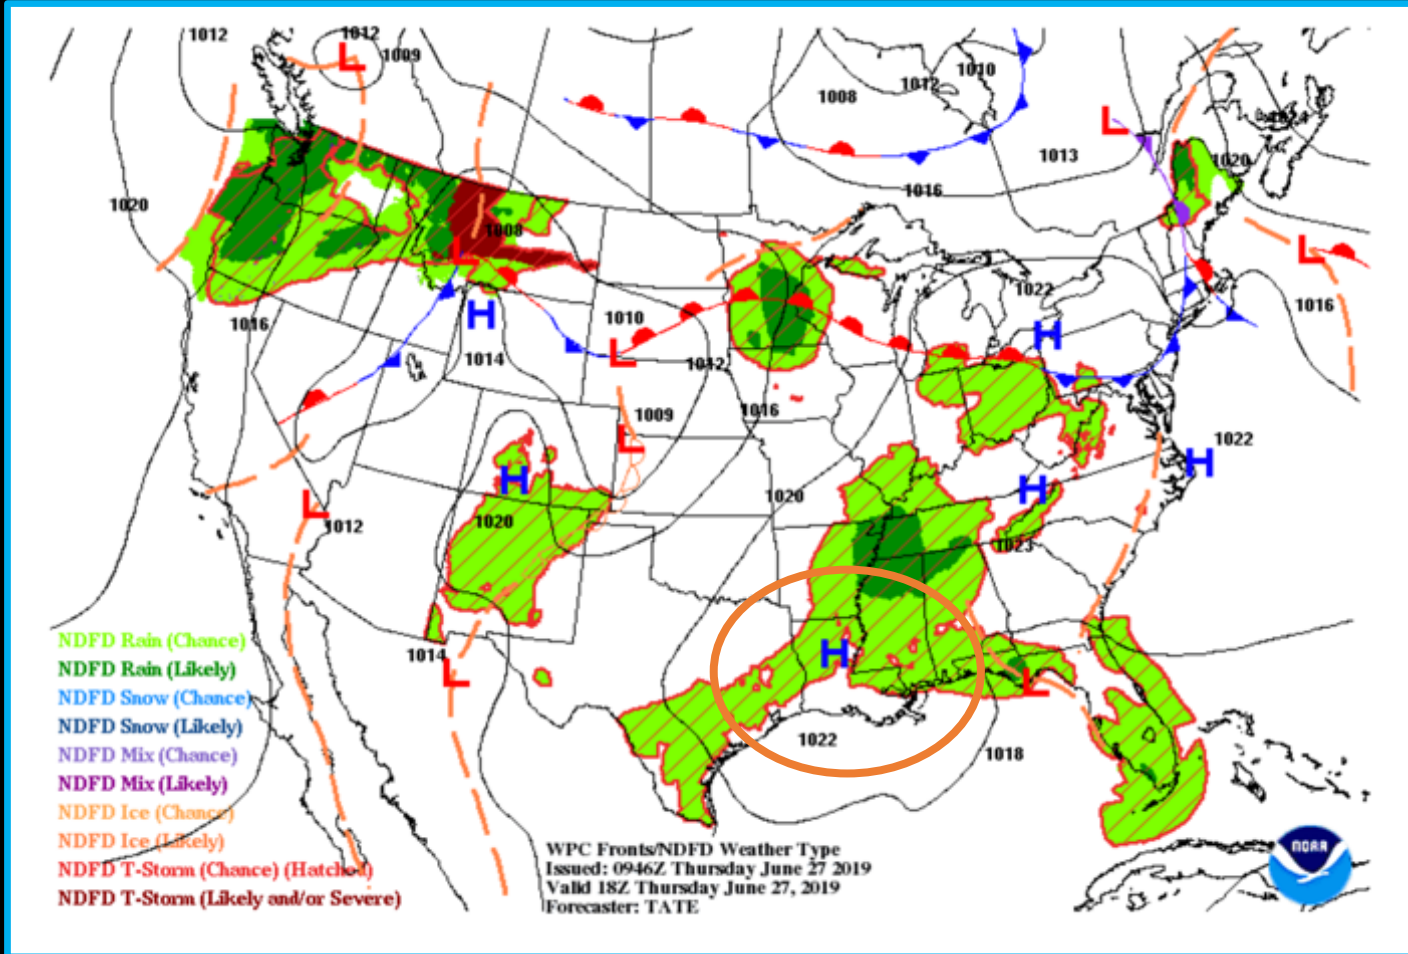 1012
1012
L
1009
1010
1012
1008
L
1024
1013
1020
1016
1020
1008
L
L
1022
H
1016
1010
1016
H
1014
L
1012
1009
1016
L
1022
H
H
H
1020
L
1012
1020
1023
NDFD Rain (Chance)
NDFD Rain (Likely)
NDFD Snow (Chance)
NDFD Snow (Likely)
NDFD Mix (Chance)
NDFD Mix (Likely)
NDFD Ice (Chance)
NDFD Ice (Likely)
NDFD T-Storm (Chance) (Hatched)
NDFD T-Storm (Likely and/or Severe)
1014
L
H
L
1022
1018
WPC Fronts/NDFD Weather Type
Issued: 0946Z Thursday June 27 2019
Valid 18Z Thursday June 27, 2019
Forecaster: TATE
NOAA